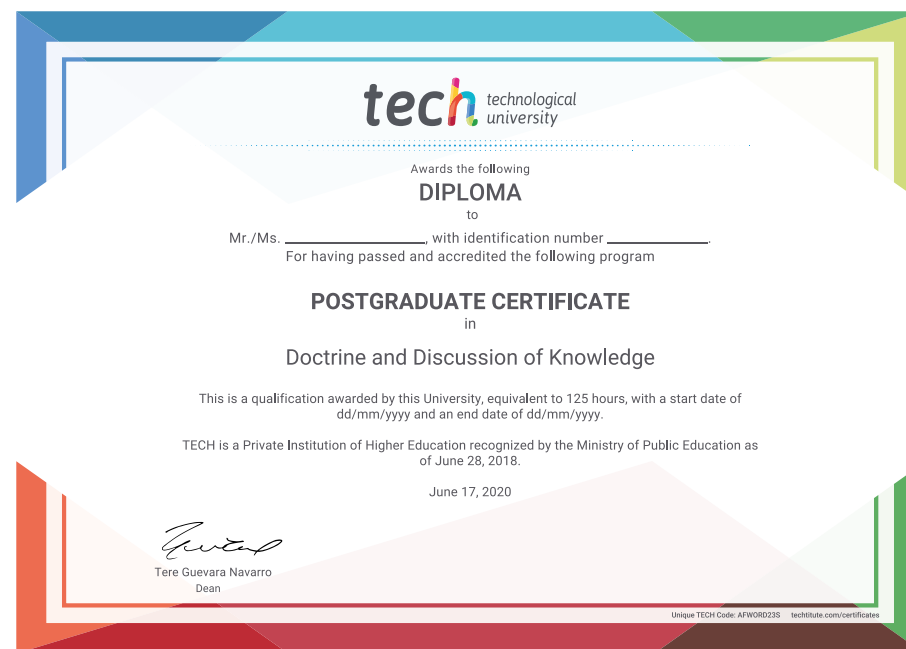 tech technological
university
Awards the following
DIPLOMA
to
Mr./Ms. , with identification number .
For having passed and accredited the following program
POSTGRADUATE CERTIFICATE
in
Doctrine and Discussion of Knowledge
This is a qualification awarded by this University, equivalent to 125 hours, with a start date of
dd/mm/yyyy and an end date of dd/mm/yyyy.
TECH is a Private Institution of Higher Education recognized by the Ministry of Public Education as
of June 28, 2018.
June 17, 2020
Tere Guevara Navarro
Dean
Unique TECH Code: AFWORD23S techtitute.com/certificates